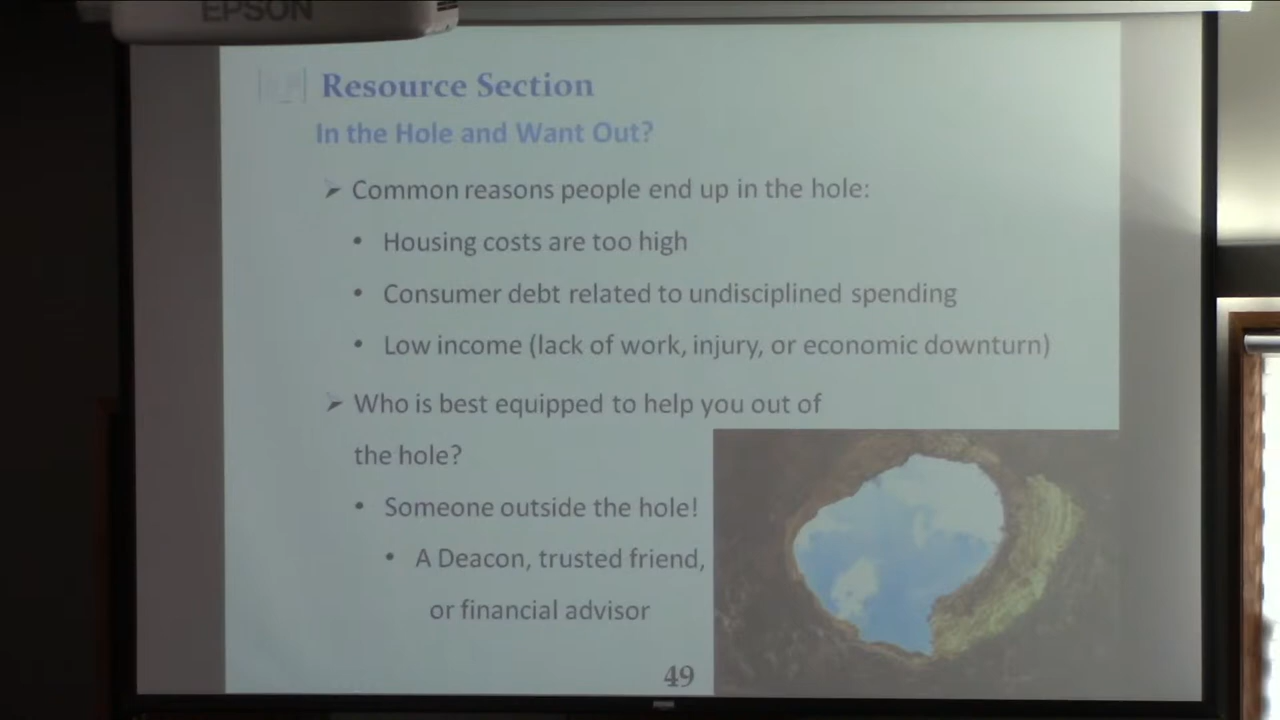 EPSON
Resource Section
In the Hole and Want Out?
➢ Common reasons people end up in the hole:
• Housing costs are too high
• Consumer debt related to undisciplined spending
• Low income (lack of work, injury, or economic downturn)
➢ Who is best equipped to help you out of
the hole?
• Someone outside the hole!
• A Deacon, trusted friend,
or financial advisor
49